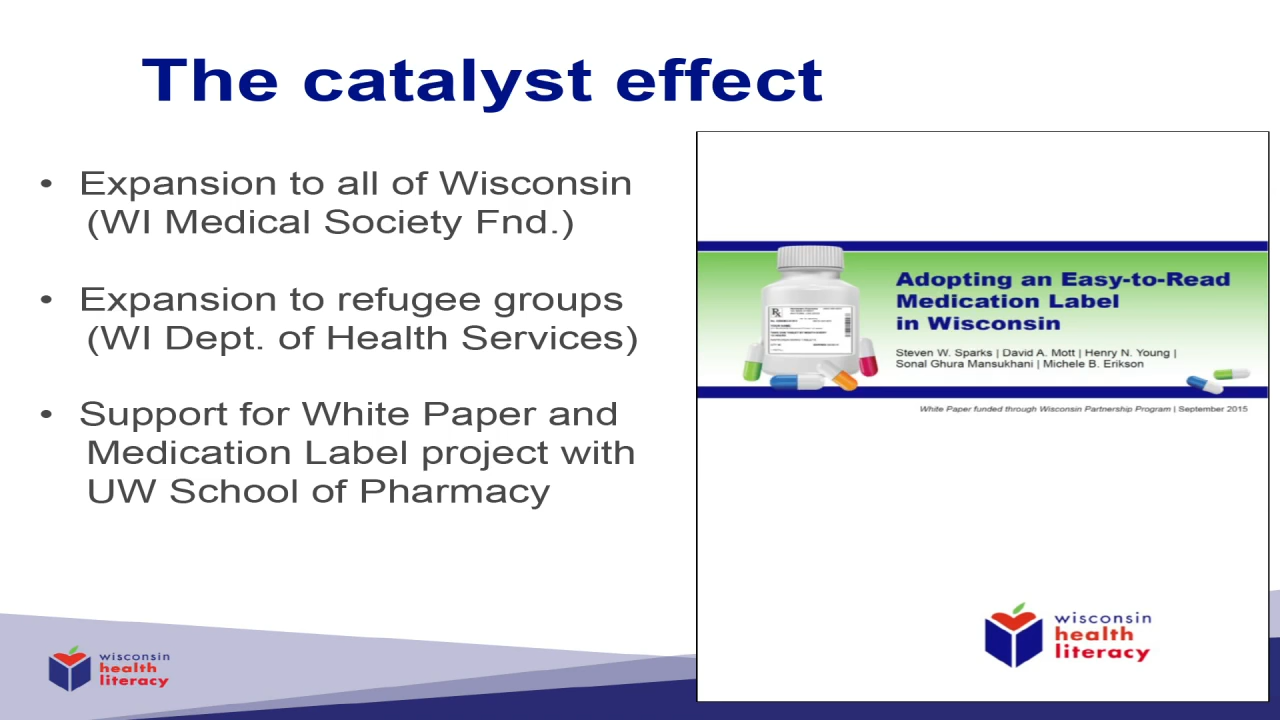 The catalyst effect
• Expansion to all of Wisconsin
(WI Medical Society Fnd.)
• Expansion to refugee groups
(WI Dept. of Health Services)
• Support for White Paper and
Medication Label project with
UW School of Pharmacy
Adopting an Easy-to-Read
Medication Label
in Wisconsin
Steven W. Sparks | David A. Mott | Henry N. Young |
Sonal Ghura Mansukhani | Michele B. Erikson
White Paper funded through Wisconsin Partnership Program | September 2015
wisconsin
health
literacy
wisconsin
health
literacy